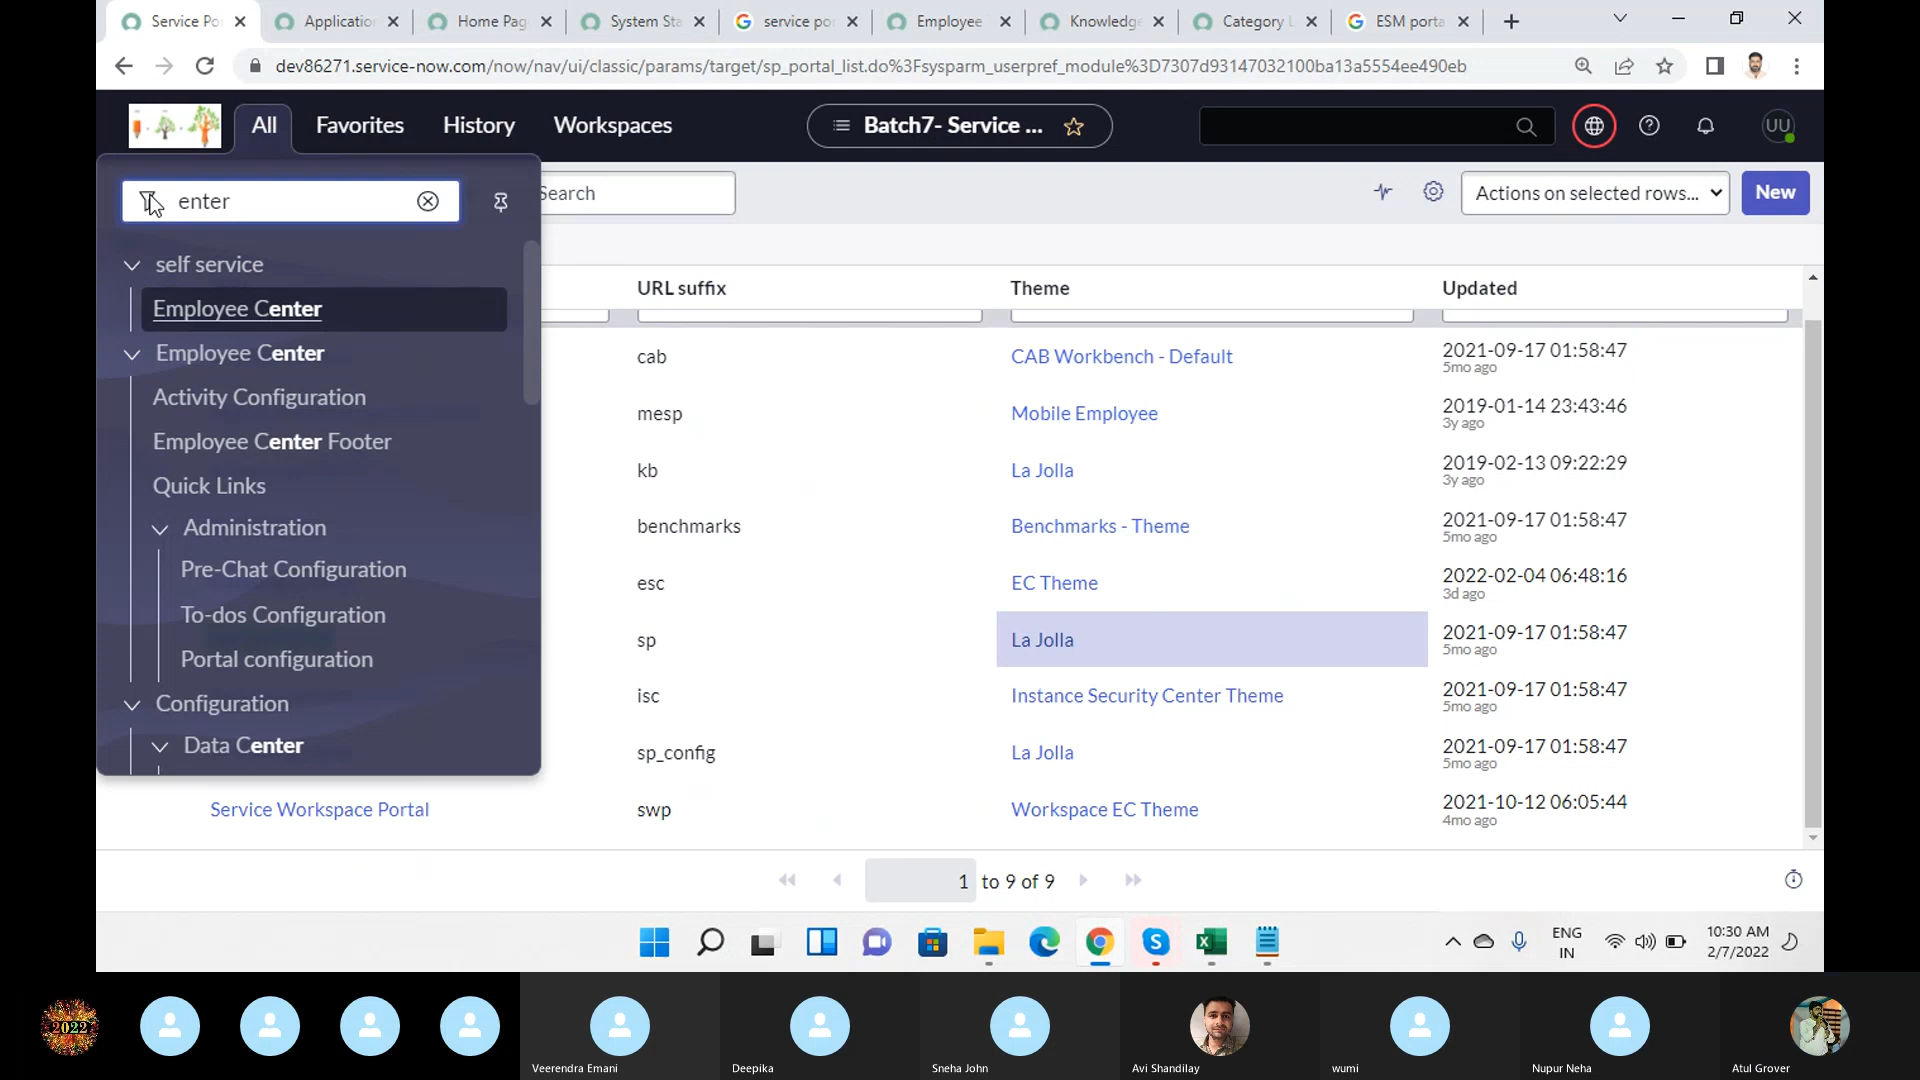 Service Po
Application
Home Pag
System Sta
service po
Employee
Knowledge
Category L
ESM porta
dev86271.service-now.com/now/nav/ui/classic/params/target/sp_portal_list.do%3Fsysparm_userpref_module%3D7307d93147032100ba13a5554ee490eb
All
Favorites
History
Workspaces
Batch7- Service ...
UU
enter
Search
Actions on selected rows...
New
self service
Employee Center
Employee Center
Activity Configuration
Employee Center Footer
Quick Links
Administration
Pre-Chat Configuration
To-dos Configuration
Portal configuration
Configuration
Data Center
URL suffix
Theme
Updated
cab
CAB Workbench - Default
2021-09-17 01:58:47
5mo ago
mesp
Mobile Employee
2019-01-14 23:43:46
3y ago
kb
La Jolla
2019-02-13 09:22:29
3y ago
benchmarks
Benchmarks - Theme
2021-09-17 01:58:47
5mo ago
esc
EC Theme
2022-02-04 06:48:16
3d ago
sp
La Jolla
2021-09-17 01:58:47
5mo ago
isc
Instance Security Center Theme
2021-09-17 01:58:47
5mo ago
sp_config
La Jolla
2021-09-17 01:58:47
5mo ago
Service Workspace Portal
swp
Workspace EC Theme
2021-10-12 06:05:44
4mo ago
1 to 9 of 9
ENG
IN
10:30 AM
2/7/2022
2022
Veerendra Emani
Deepika
Sneha John
Avi Shandilay
wumi
Nupur Neha
Atul Grover